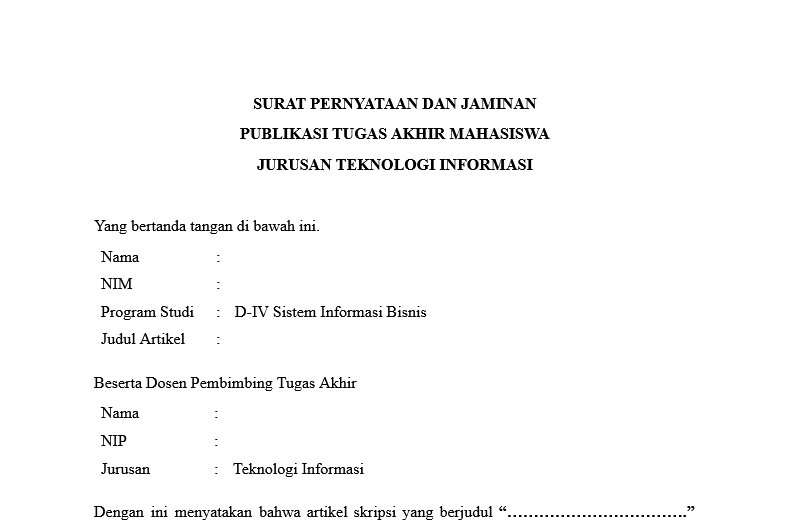 SURAT PERNYATAAN DAN JAMINAN
PUBLIKASI TUGAS AKHIR MAHASISWA
JURUSAN TEKNOLOGI INFORMASI
Yang bertanda tangan di bawah ini.
Nama :
NIM :
Program Studi : D-IV Sistem Informasi Bisnis
Judul Artikel :
Beserta Dosen Pembimbing Tugas Akhir
Nama :
NIP :
Jurusan : Teknologi Informasi
Dengan ini menyatakan bahwa artikel skripsi yang berjudul “…………………………….”